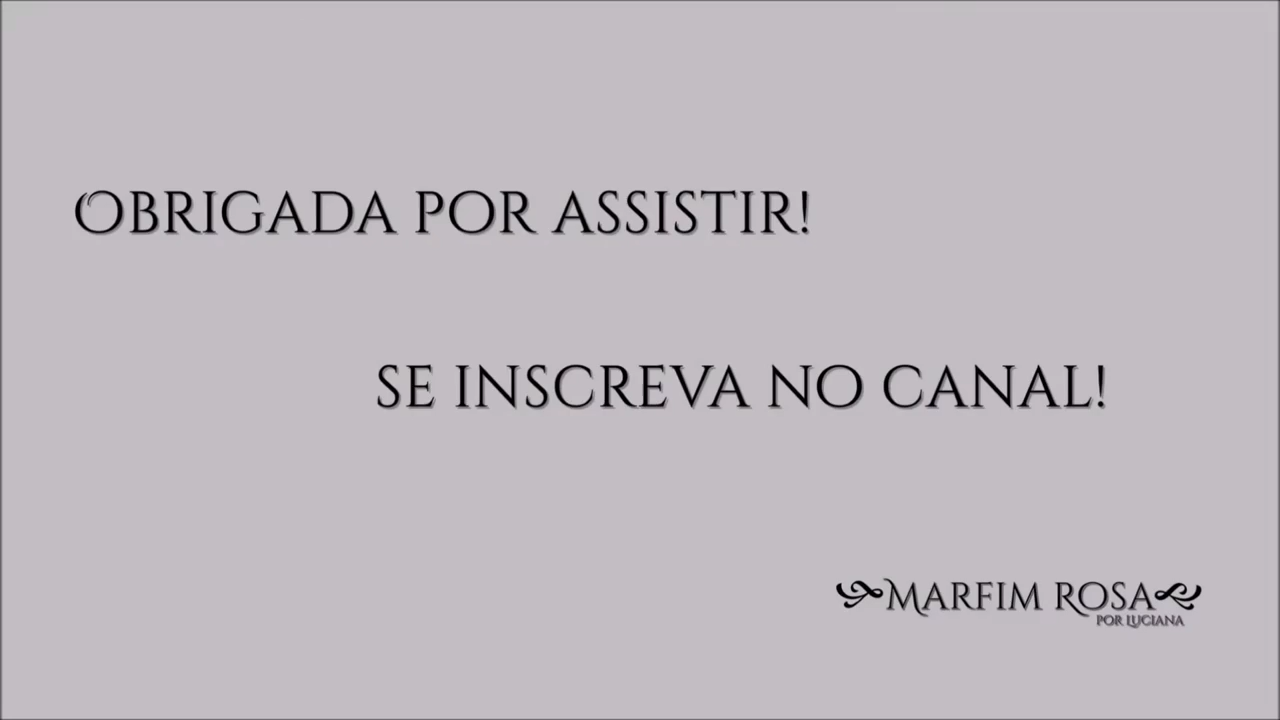 Obrigada por assistir!
se inscreva no canal!
Marfim Rosa
por Luciana